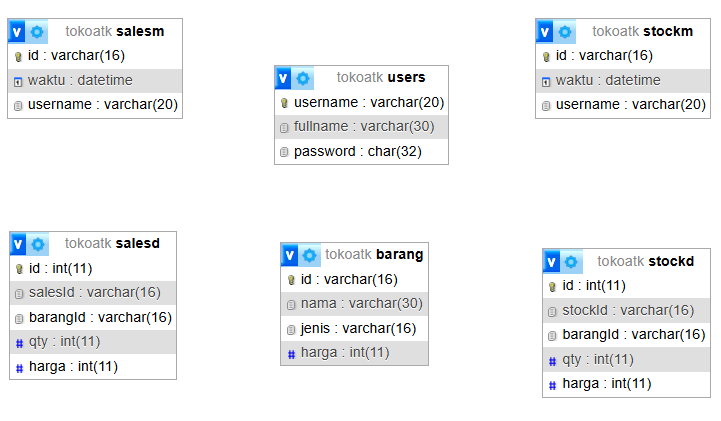 tokoatk salesm
id : varchar(16)
waktu : datetime
username : varchar(20)
tokoatk users
username : varchar(20)
fullname : varchar(30)
password : char(32)
tokoatk stockm
id : varchar(16)
waktu : datetime
username : varchar(20)
tokoatk salesd
id : int(11)
salesId : varchar(16)
barangId : varchar(16)
# qty : int(11)
# harga : int(11)
tokoatk barang
id : varchar(16)
nama : varchar(30)
jenis : varchar(16)
# harga : int(11)
tokoatk stockd
id : int(11)
stockId : varchar(16)
barangId : varchar(16)
# qty : int(11)
# harga : int(11)